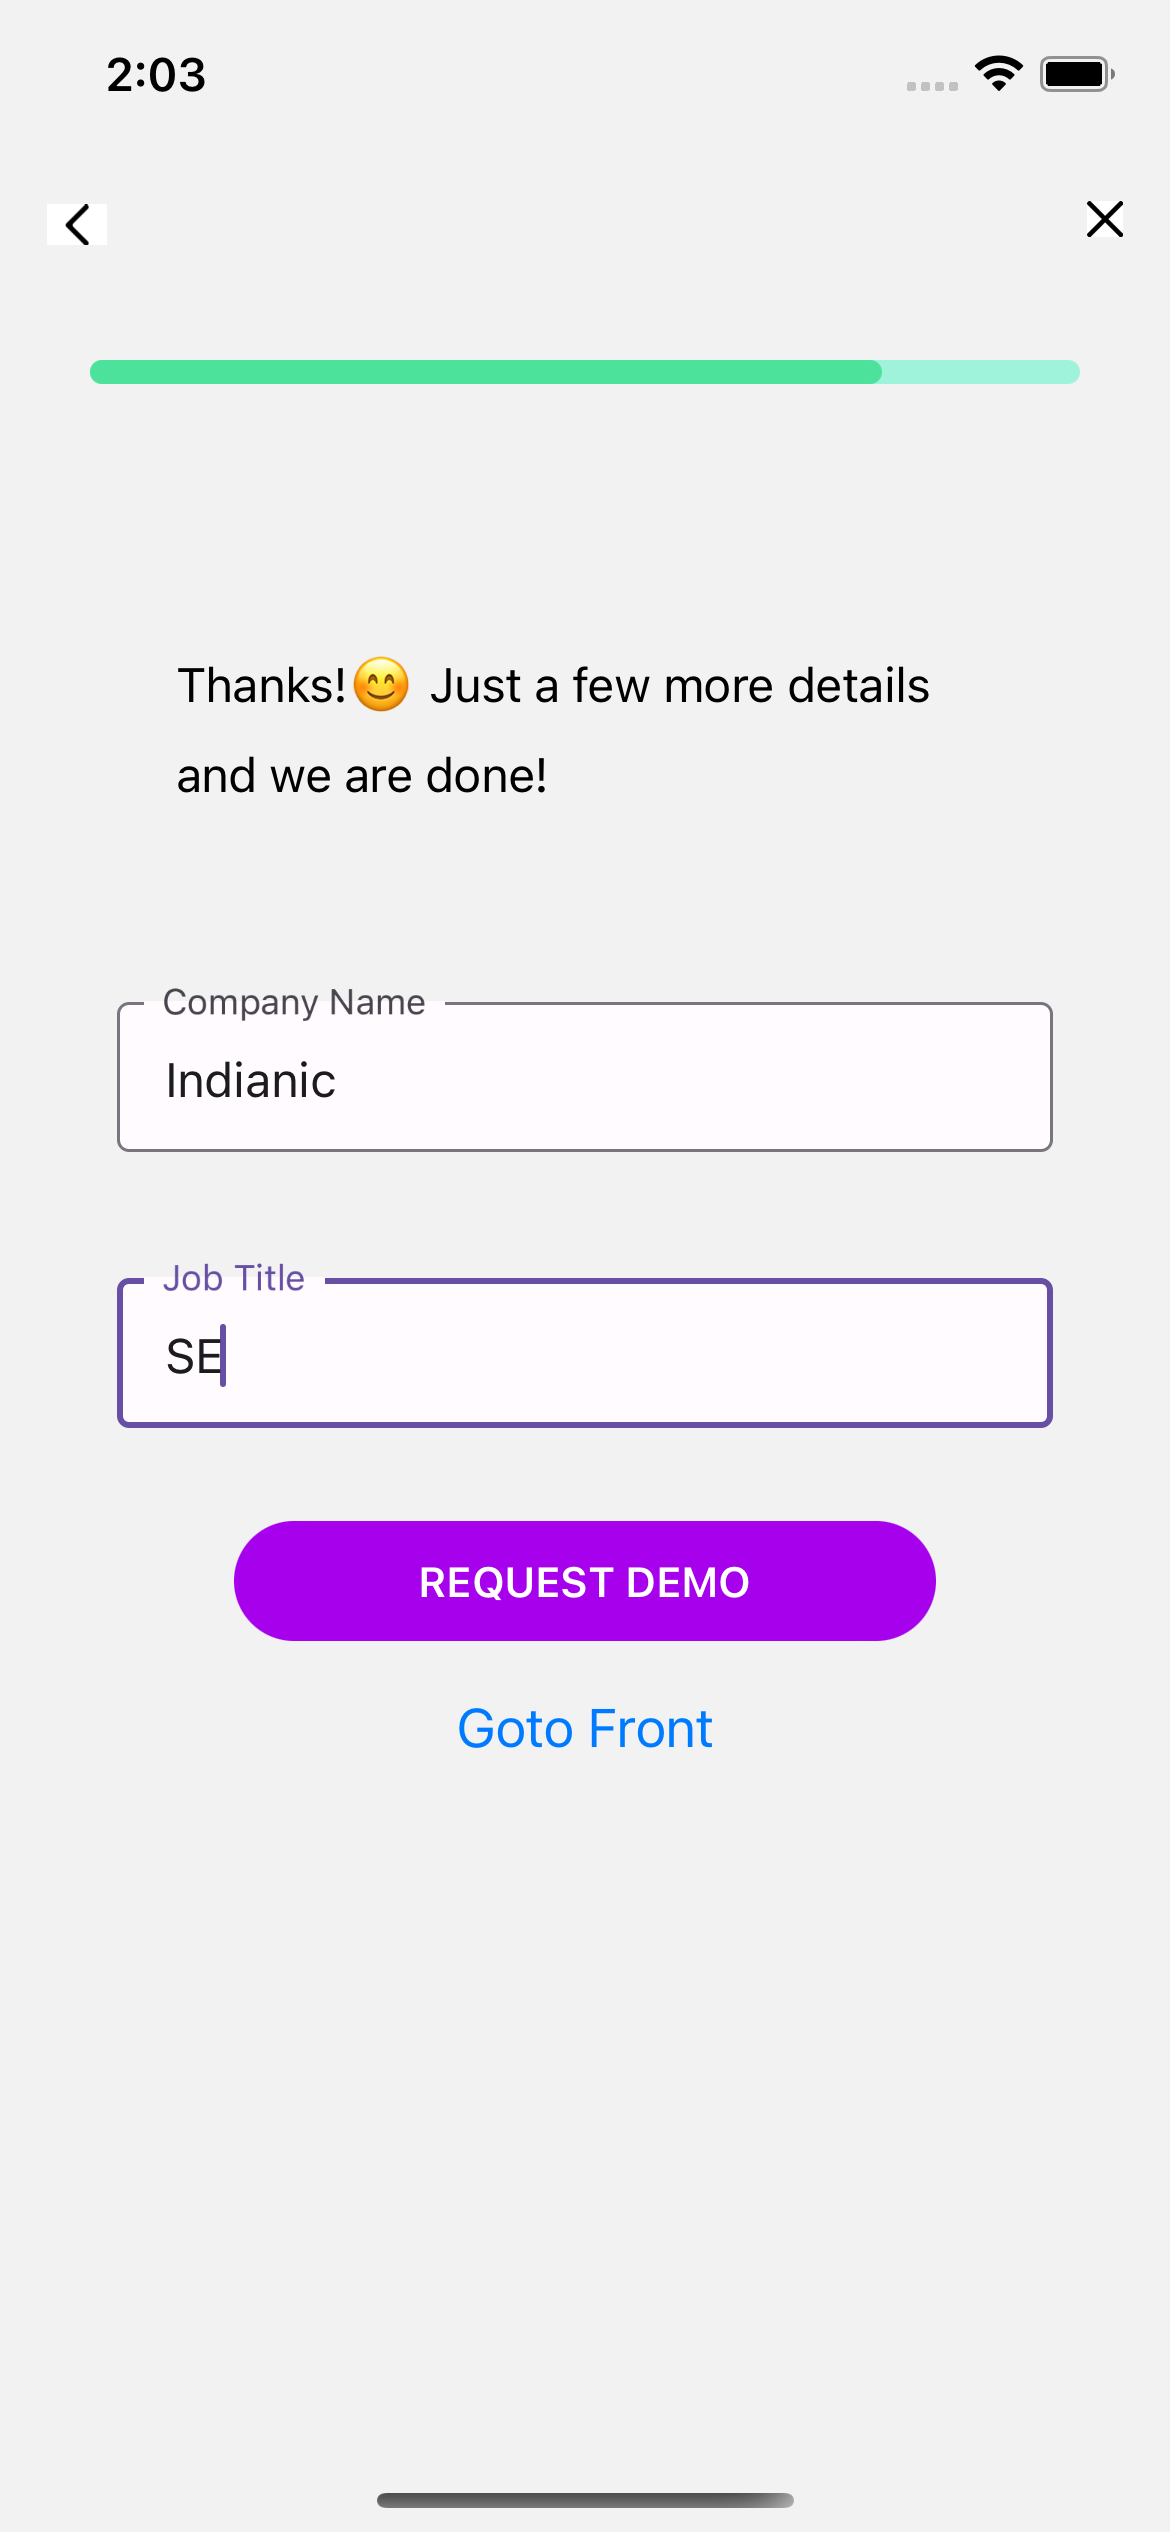 2:03
Thanks!😊 Just a few more details
and we are done!
Company Name
Indianic
Job Title
SE
REQUEST DEMO
Goto Front